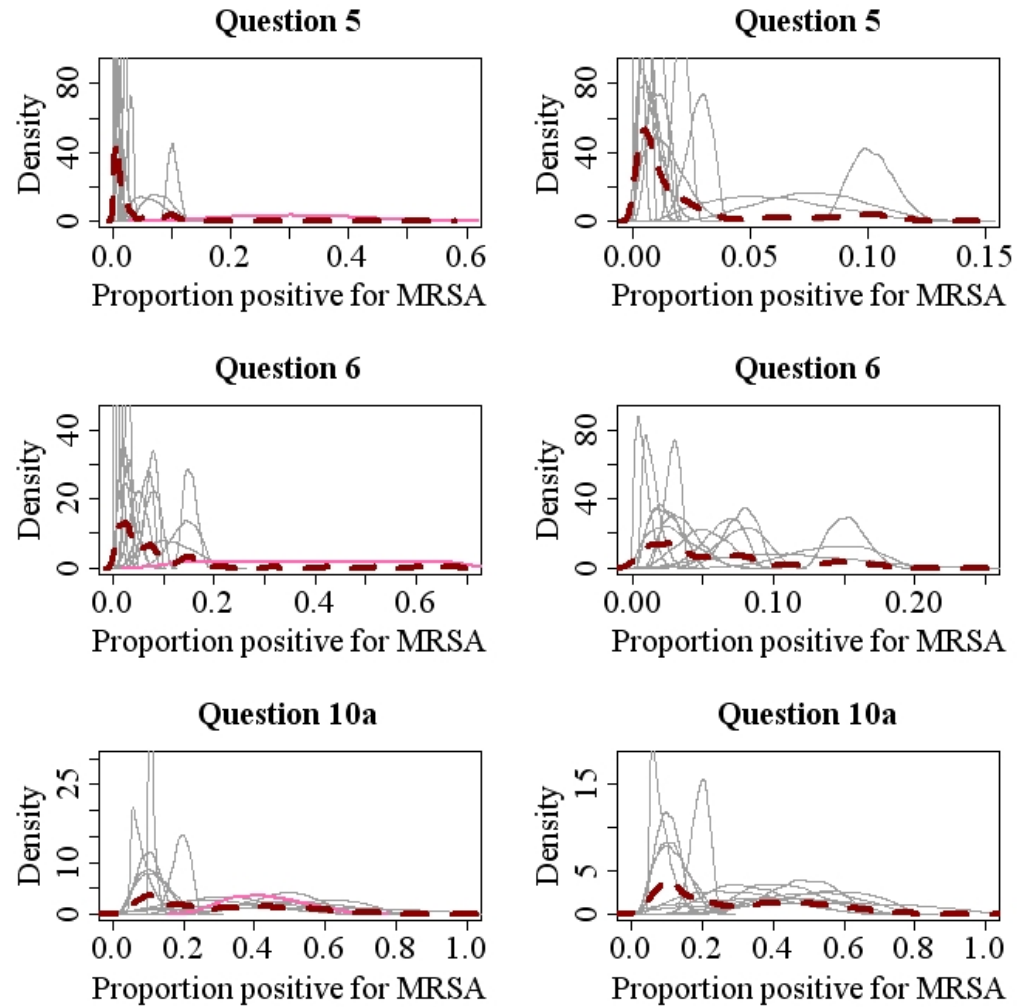 Question 5
Density
0 40 80
0.0 0.2 0.4 0.6
Proportion positive for MRSA
Question 5
Density
0 40 80
0.00 0.05 0.10 0.15
Proportion positive for MRSA
Question 6
Density
0 20 40
0.0 0.2 0.4 0.6
Proportion positive for MRSA
Question 6
Density
0 40 80
0.00 0.10 0.20
Proportion positive for MRSA
Question 10a
Density
0 10 25
0.0 0.2 0.4 0.6 0.8 1.0
Proportion positive for MRSA
Question 10a
Density
0 5 15
0.0 0.2 0.4 0.6 0.8 1.0
Proportion positive for MRSA